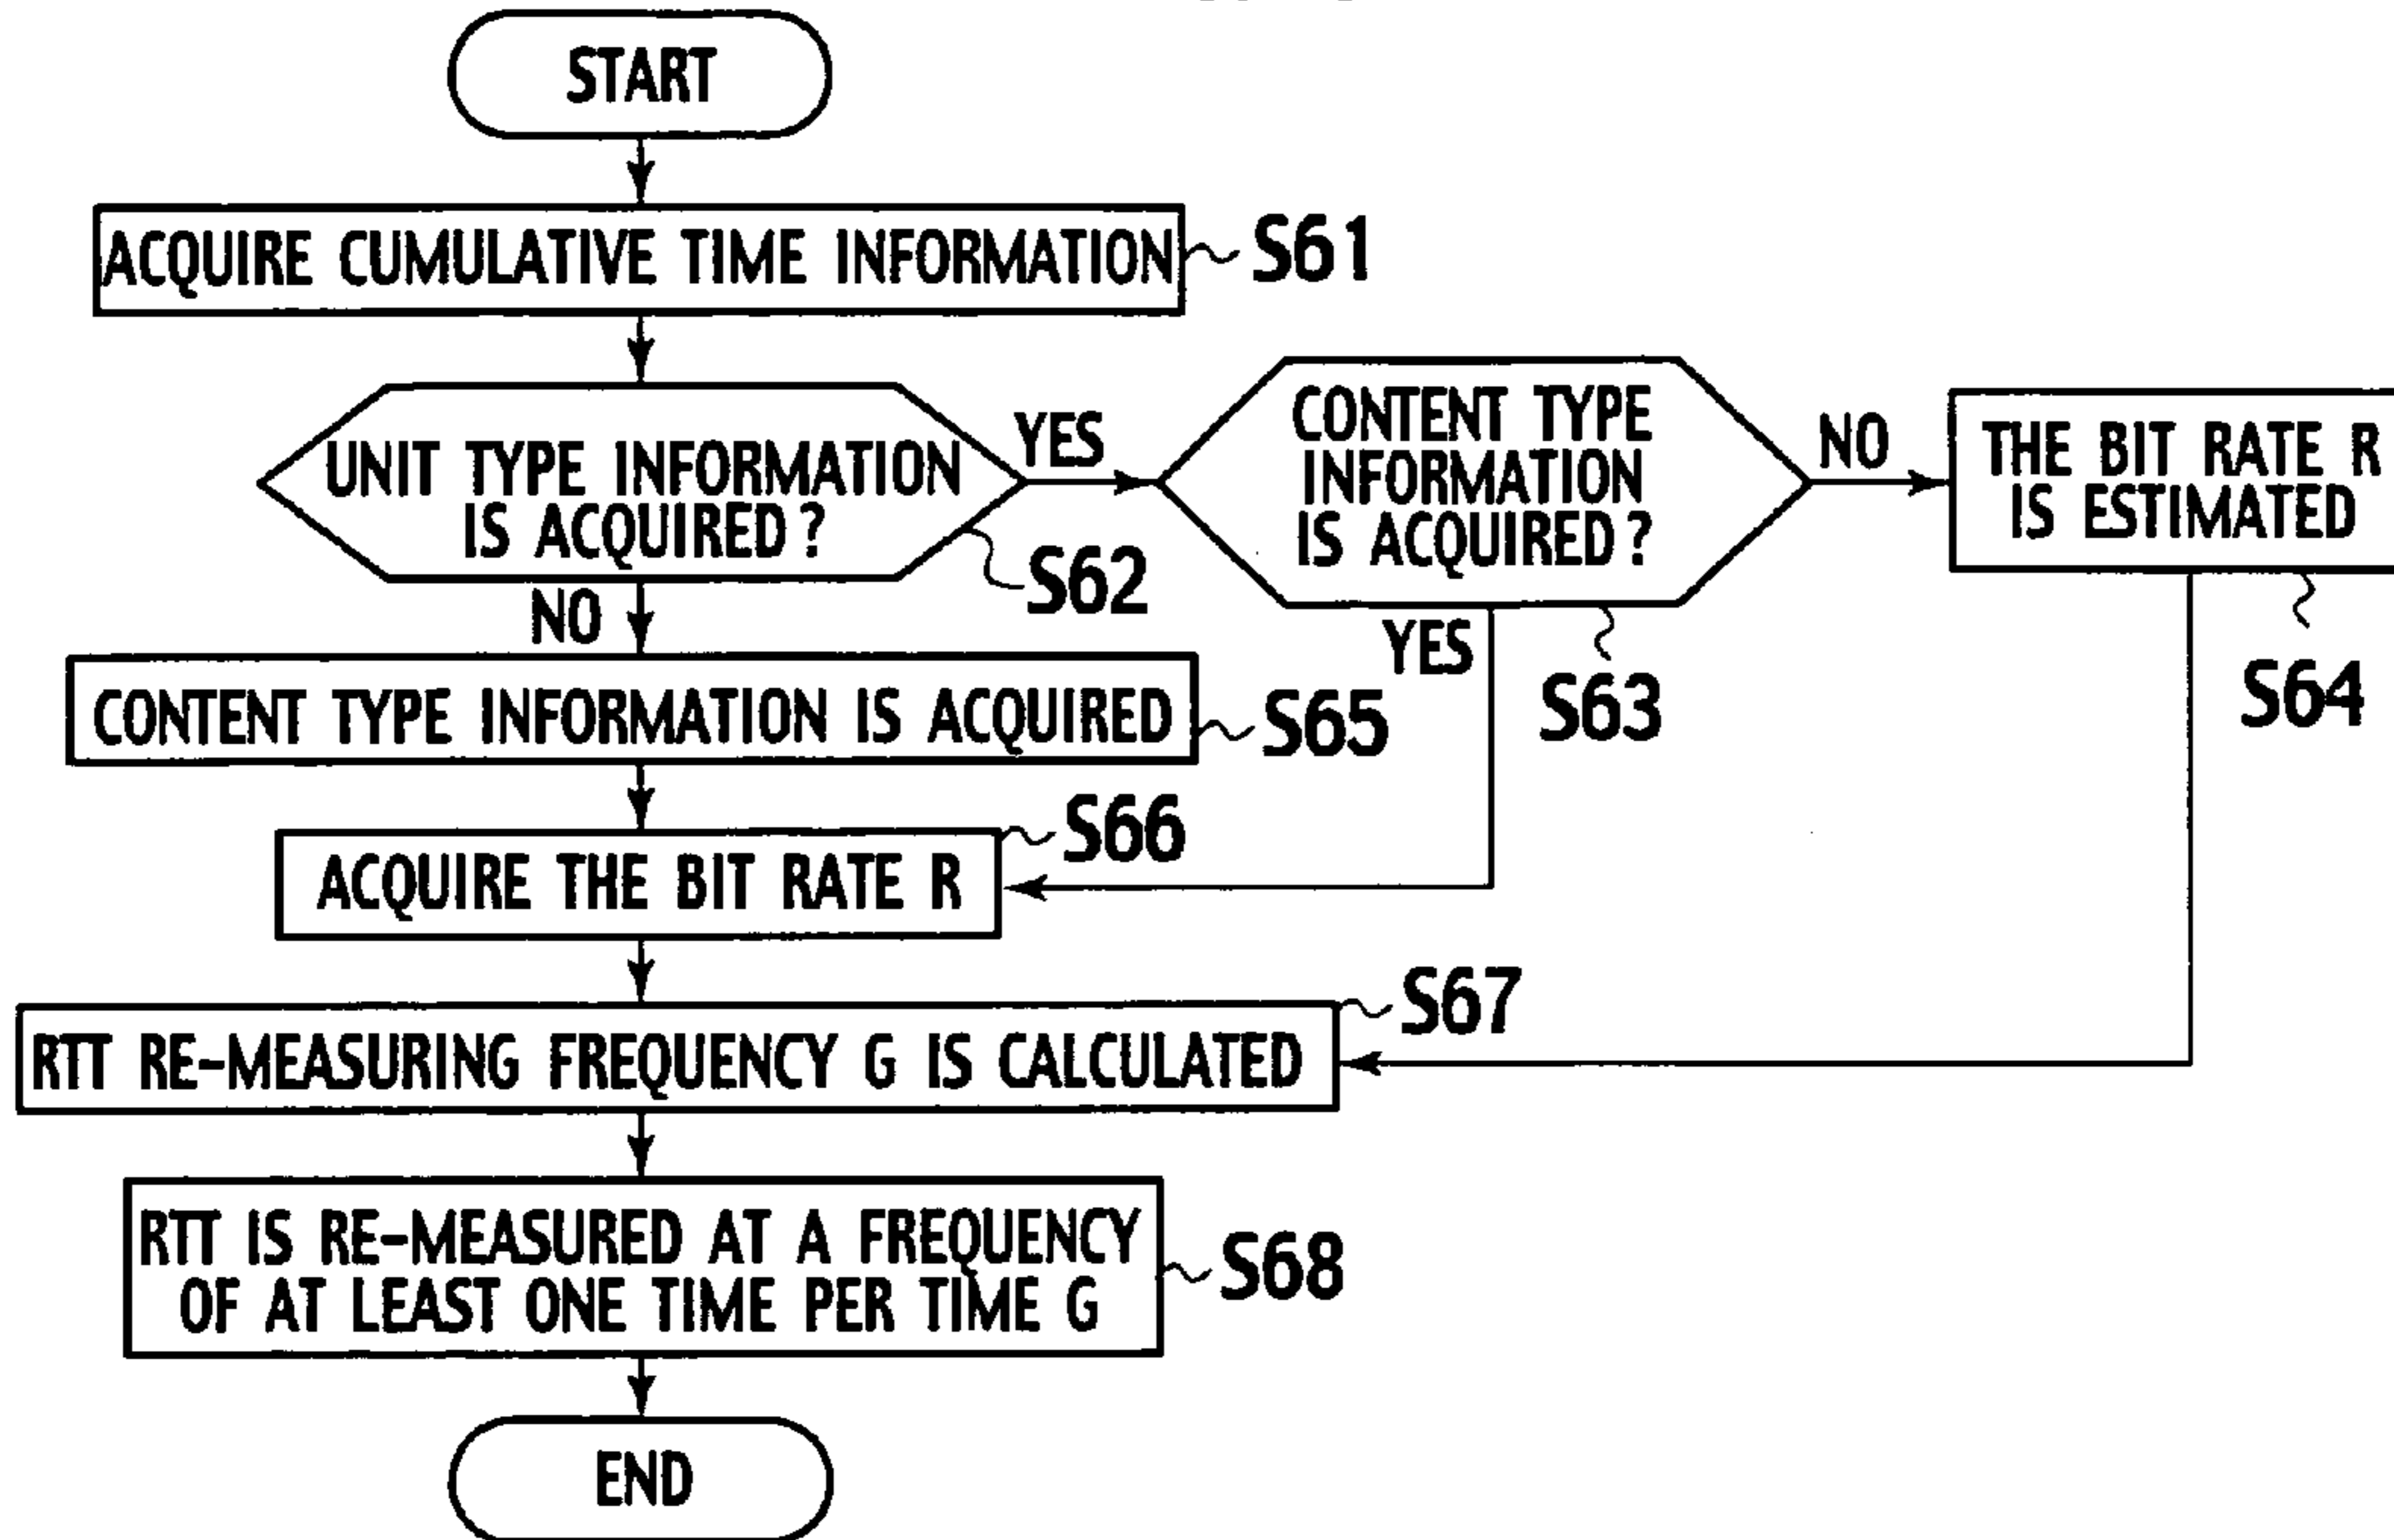 START
ACQUIRE CUMULATIVE TIME INFORMATION
S61
UNIT TYPE INFORMATION
IS ACQUIRED?
S62
YES
NO
CONTENT TYPE
INFORMATION
IS ACQUIRED?
S63
NO
YES
THE BIT RATE R
IS ESTIMATED
S64
CONTENT TYPE INFORMATION IS ACQUIRED
S65
ACQUIRE THE BIT RATE R
S66
RTT RE-MEASURING FREQUENCY G IS CALCULATED
S67
RTT IS RE-MEASURED AT A FREQUENCY
OF AT LEAST ONE TIME PER TIME G
S68
END